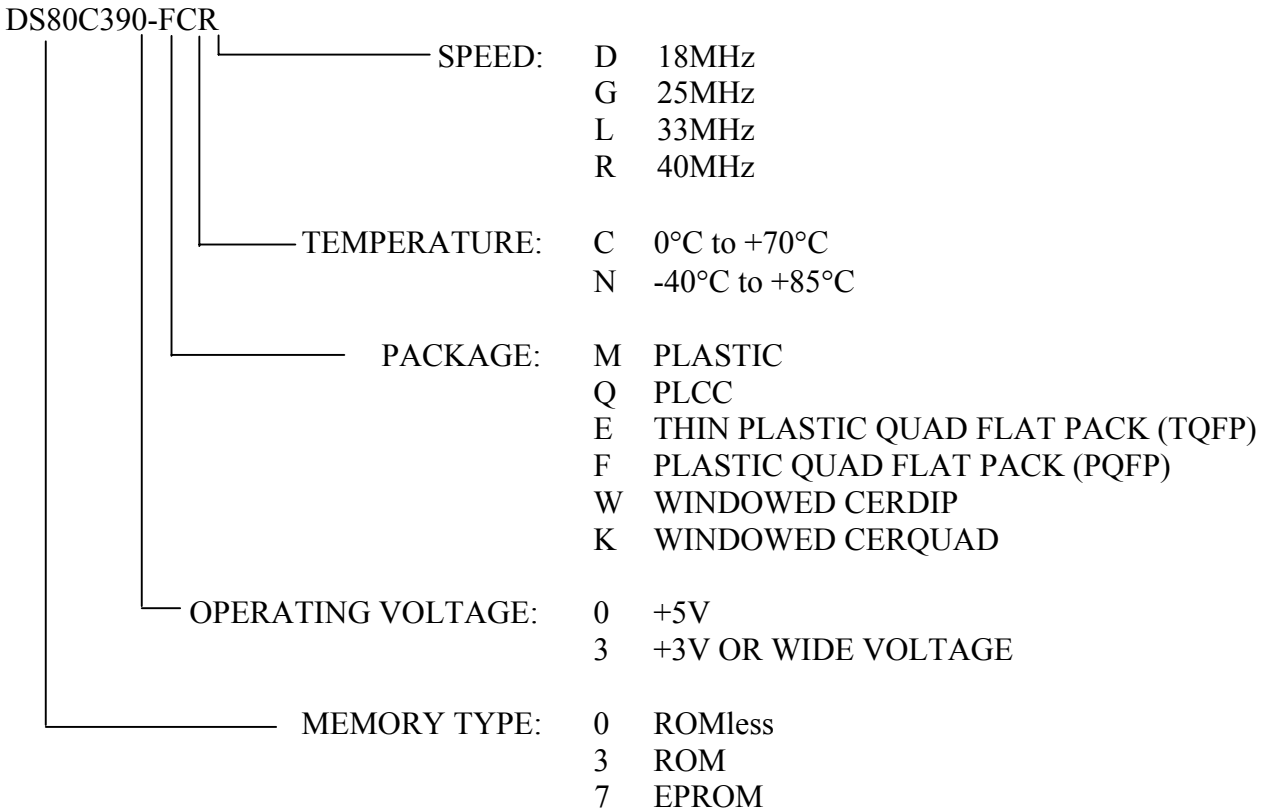 DS80C390-FCR
SPEED: D 18MHz
G 25MHz
L 33MHz
R 40MHz
TEMPERATURE: C 0°C to +70°C
N -40°C to +85°C
PACKAGE: M PLASTIC
Q PLCC
E THIN PLASTIC QUAD FLAT PACK (TQFP)
F PLASTIC QUAD FLAT PACK (PQFP)
W WINDOWED CERDIP
K WINDOWED CERQUAD
OPERATING VOLTAGE: 0 +5V
3 +3V OR WIDE VOLTAGE
MEMORY TYPE: 0 ROMless
3 ROM
7 EPROM